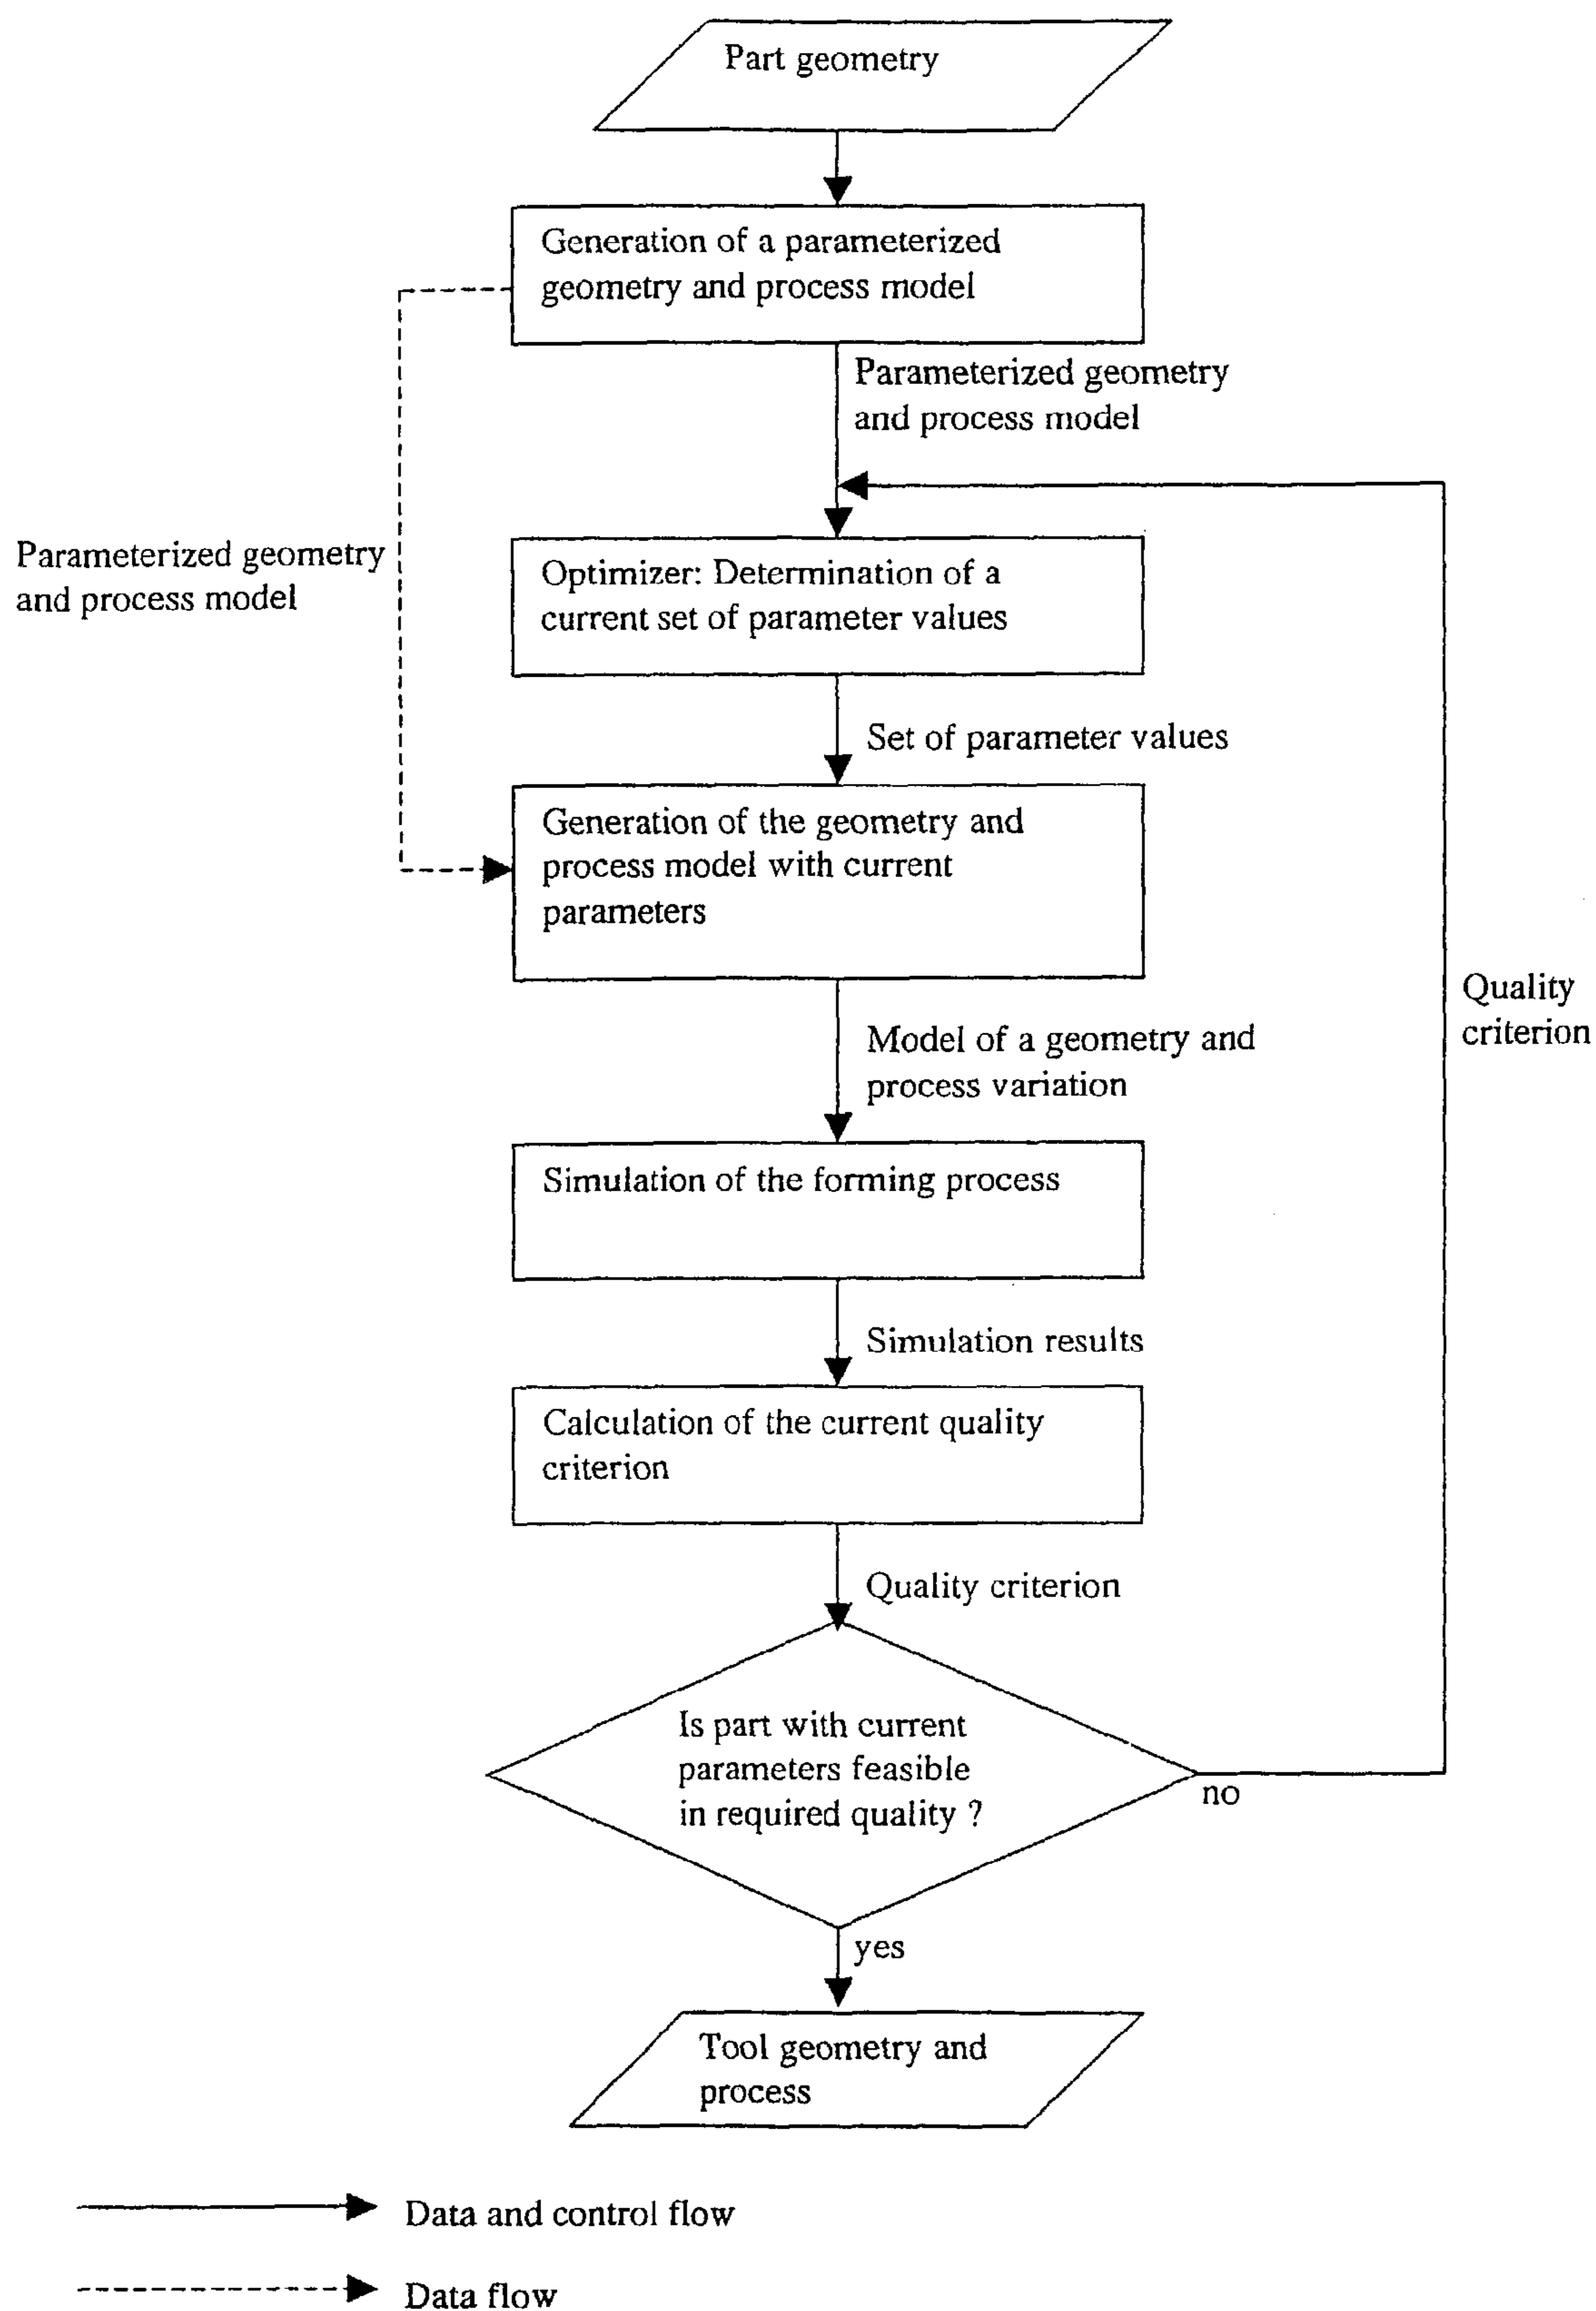 Part geometry
Generation of a parameterized
geometry and process model
Parameterized geometry
and process model
Parameterized geometry
and process model
Optimizer: Determination of a
current set of parameter values
Set of parameter values
Generation of the geometry and
process model with current
parameters
Quality
criterion
Model of a geometry and
process variation
Simulation of the forming process
Simulation results
Calculation of the current quality
criterion
Quality criterion
Is part with current
parameters feasible
in required quality ?
no
yes
Tool geometry and
process
Data and control flow
Data flow